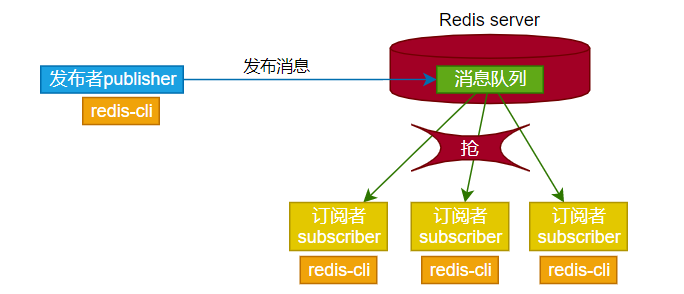 Redis server
发布者publisher
发布消息
消息队列
redis-cli
抢
订阅者
subscriber
订阅者
subscriber
订阅者
subscriber
redis-cli
redis-cli
redis-cli